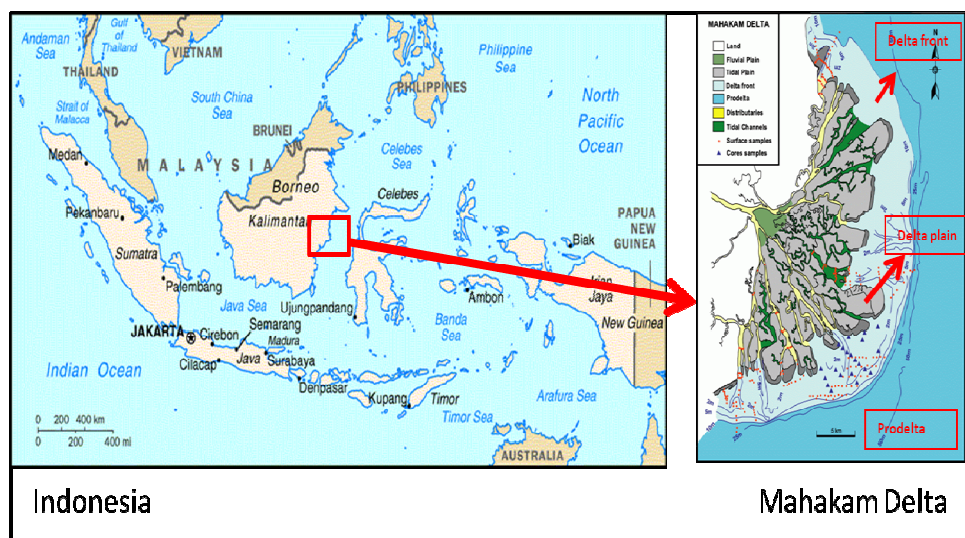 Andaman
Sea
Gulf
of
Thailand
VIETNAM
THAILAND
Philippine
Sea
PHILIPPINES
South China
Sea
Strait of
Malacca
North
Pacific
Ocean
BRUNEI
Celebes
Sea
MALAYSIA
Medan
Borneo
Celebes
Kalimantan
Pekanbaru
PAPUA
NEW
GUINEA
Biak
Sumatra
Irian
Jaya
Palembang
Java Sea
Ujungpandang
Ambon
Banda
Sea
New Guinea
Semarang
JAKARTA
Cirebon
Madura
Java
Surabaya
Cilacap
Indian Ocean
Denpasar
Kupang
Timor
Arafura Sea
Timor Sea
0 200 400 km
0 200 400 mi
AUSTRALIA
MAHAKAM DELTA
Land
Fluvial Plain
Tidal Plain
Delta front
Prodelta
Distributaries
Tidal Channels
Surface samples
Cores samples
Delta front
N
Delta plain
Prodelta
5 km
Indonesia
Mahakam Delta